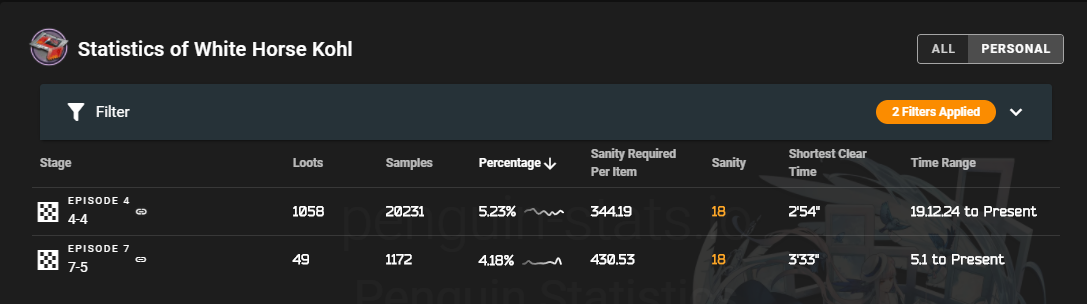 Statistics of White Horse Kohl
ALL PERSONAL
Filter
2 Filters Applied
Stage Loots Samples Percentage Sanity Required Per Item Sanity Shortest Clear Time Time Range
EPISODE 4
4-4 1058 20231 5.23% 344.19 18 2'54" 19.12.24 to Present
EPISODE 7
7-5 49 1172 4.18% 430.53 18 3'33" 5.1 to Present
penguin-stats.io
Penguin Statistics